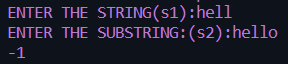 ENTER THE STRING(s1):hell
ENTER THE SUBSTRING:(s2):hello
-1